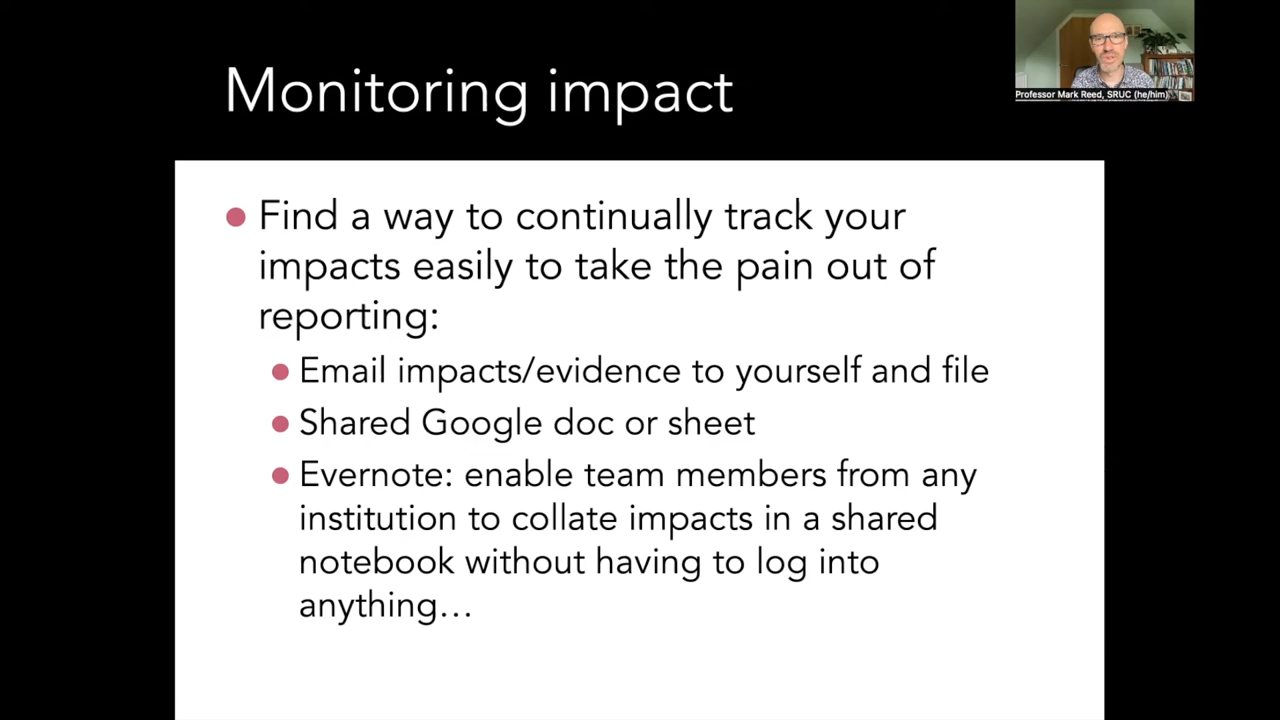 Monitoring impact
Professor Mark Reed, SRUC (he/him)
Find a way to continually track your
impacts easily to take the pain out of
reporting:
Email impacts/evidence to yourself and file
Shared Google doc or sheet
Evernote: enable team members from any
institution to collate impacts in a shared
notebook without having to log into
anything…